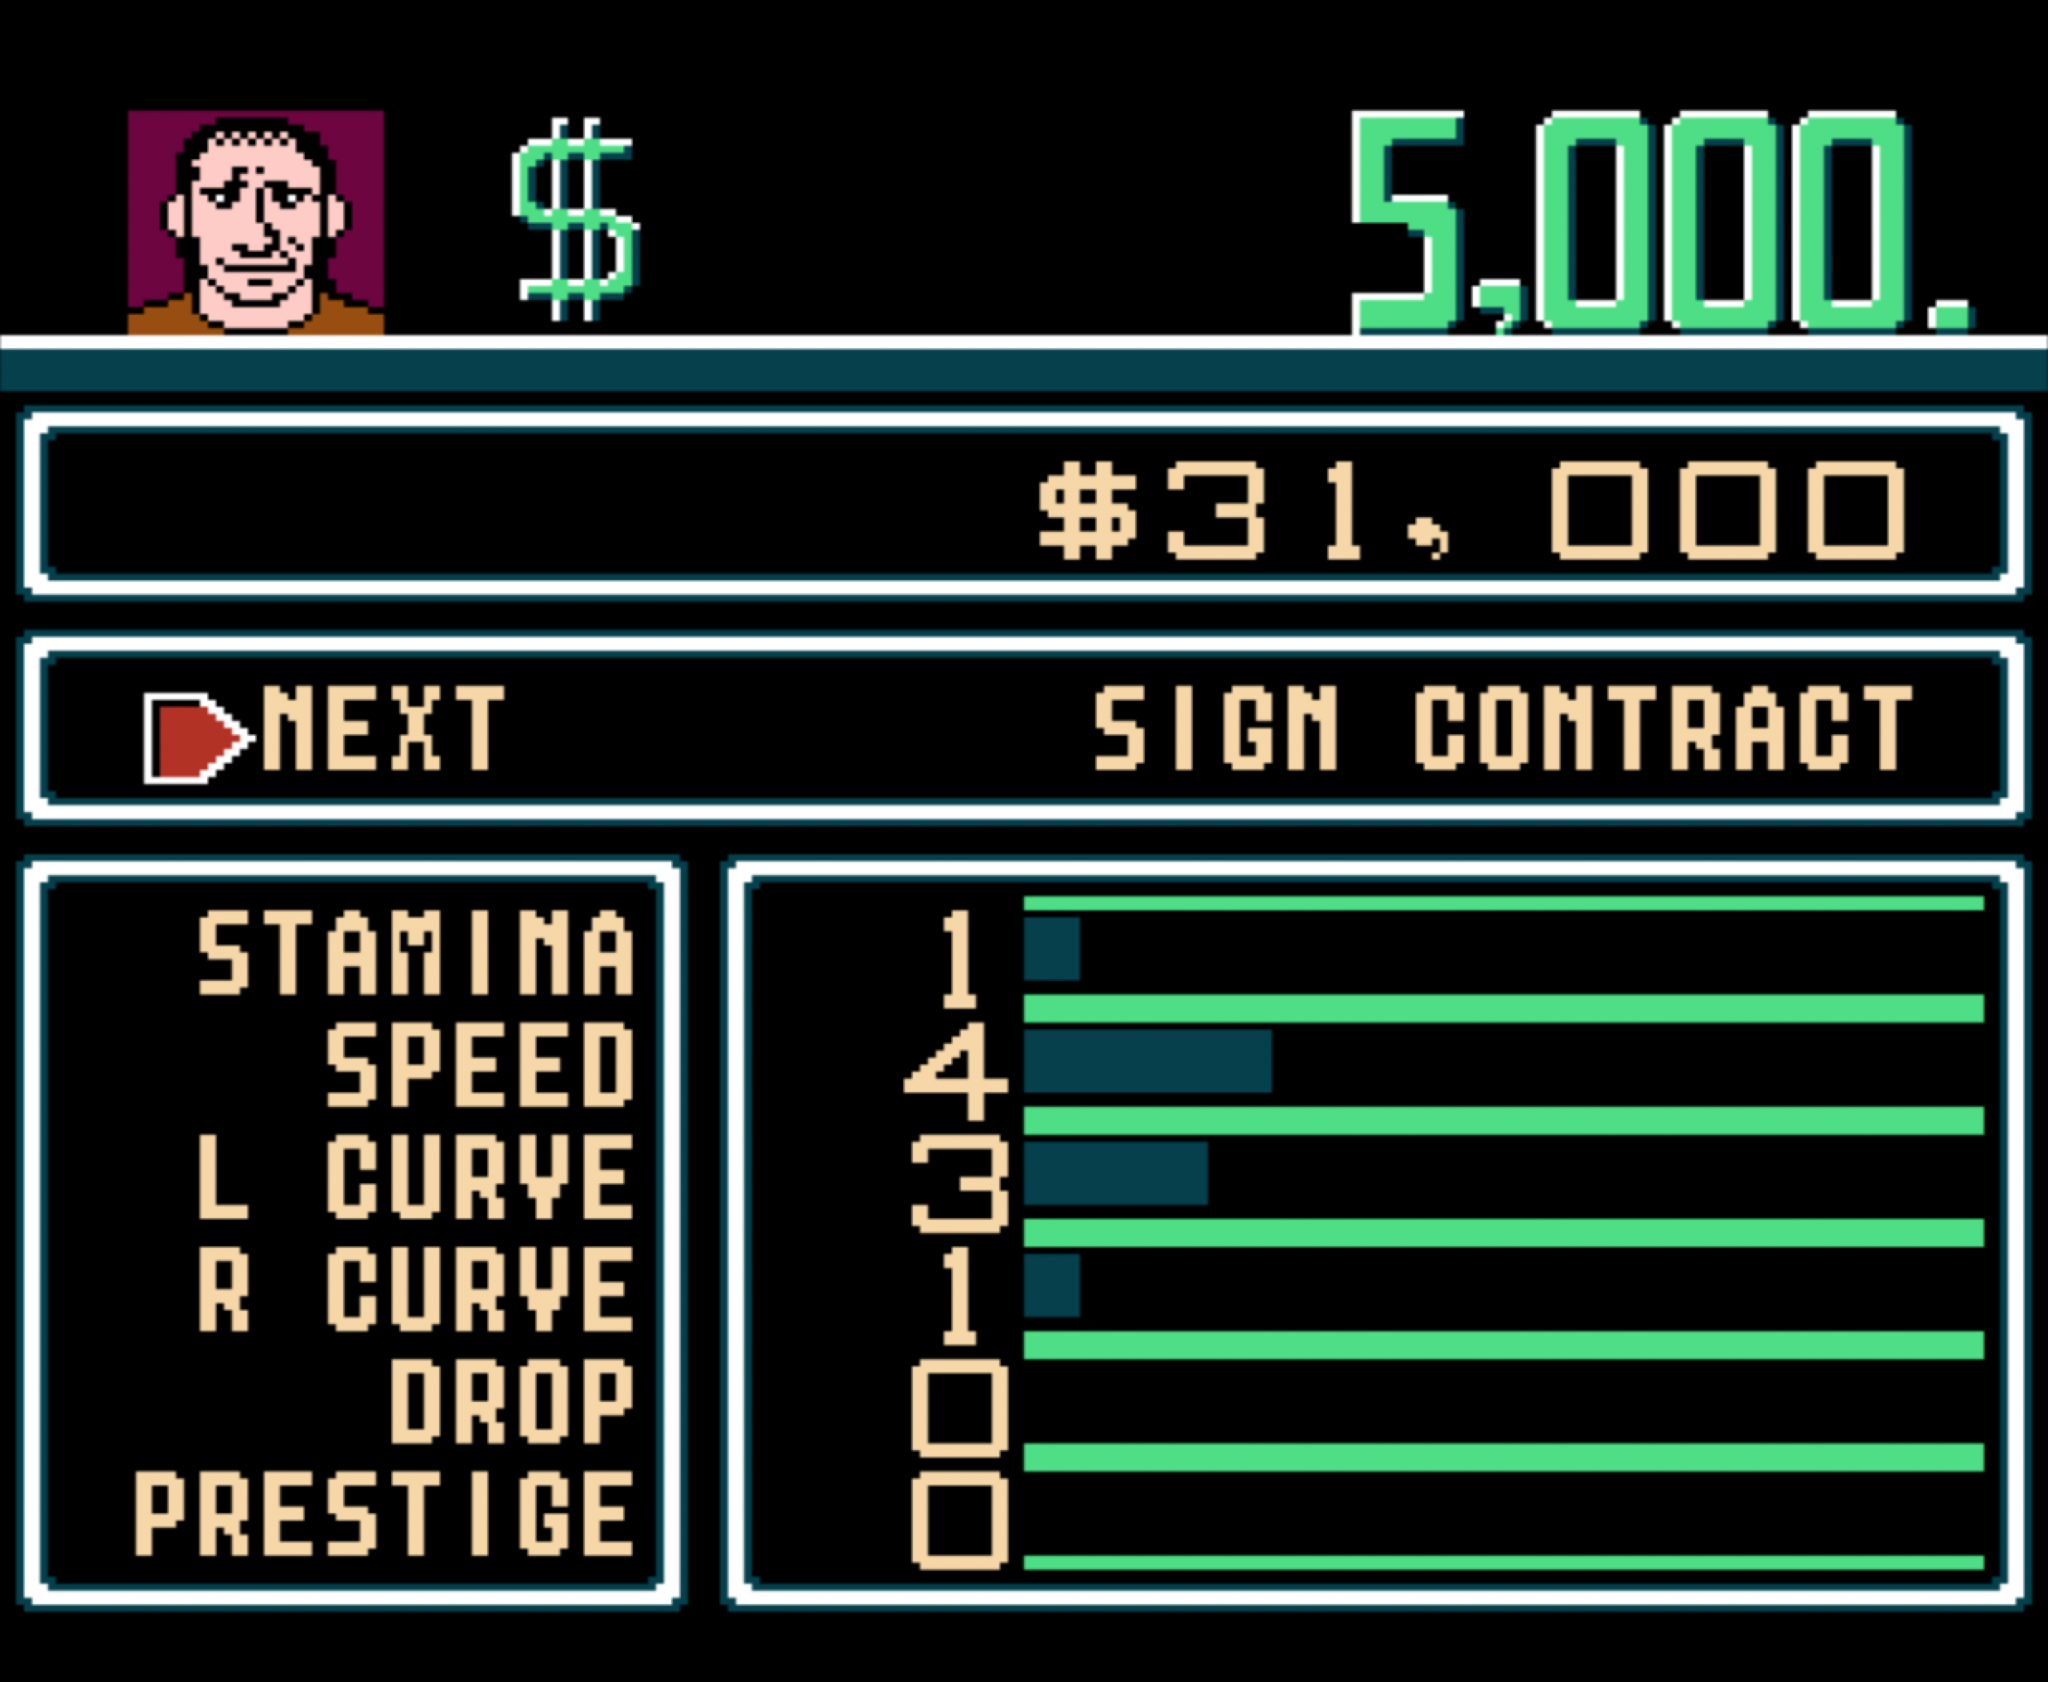 $ 5,000.
$31,000
NEXT SIGN CONTRACT
STAMINA 1
SPEED 4
L CURVE 3
R CURVE 1
DROP 0
PRESTIGE 0